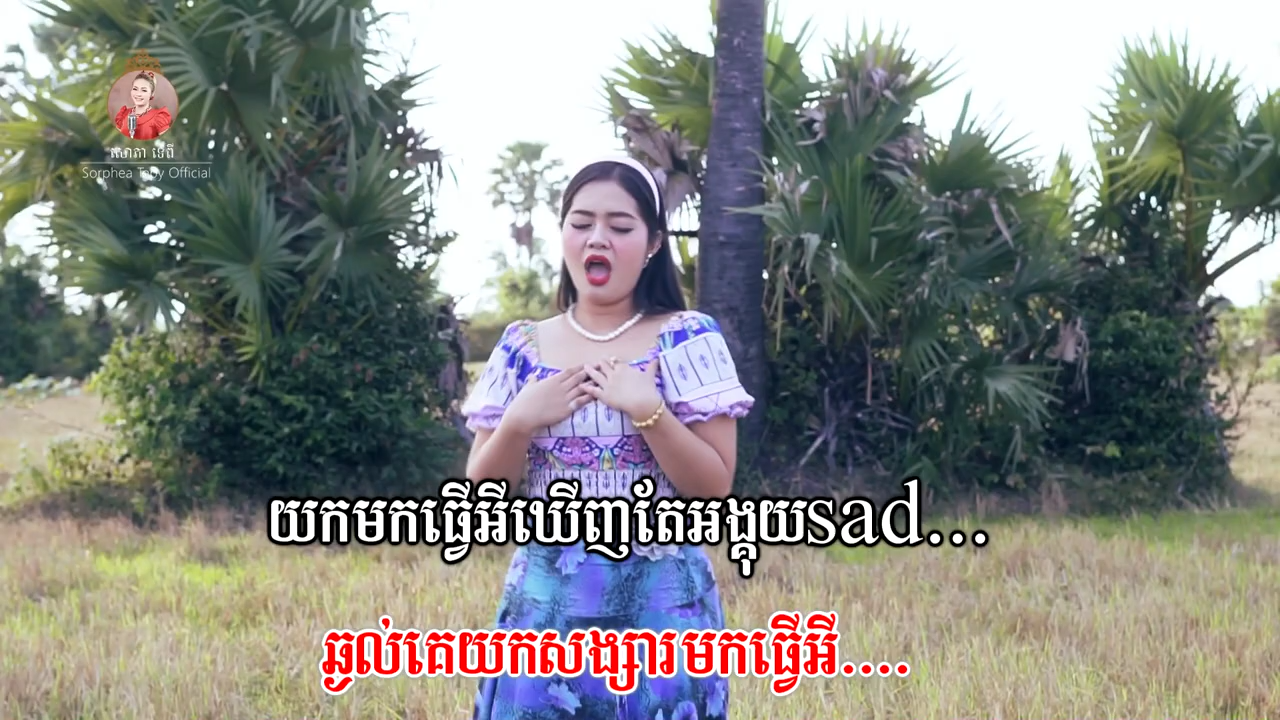 សោភា ទេពី
Sorphea Tepy Official
យកមកធ្វើអីឃើញតែអង្គុយsad...
ឆ្ងល់គេយកសង្សារមកធ្វើអី....